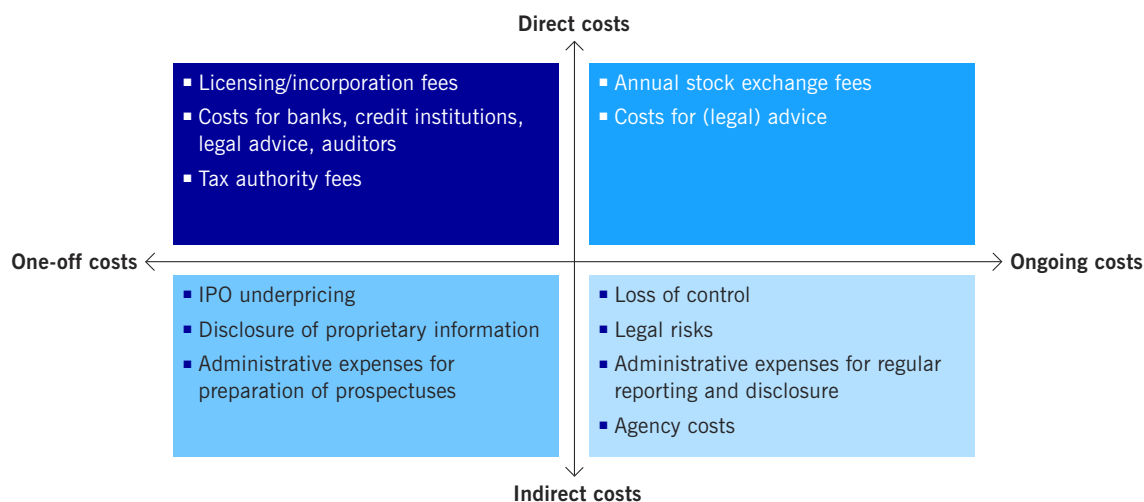 Direct costs
Licensing/incorporation fees
Costs for banks, credit institutions,
legal advice, auditors
Tax authority fees
Annual stock exchange fees
Costs for (legal) advice
One-off costs
Ongoing costs
IPO underpricing
Disclosure of proprietary information
Administrative expenses for
preparation of prospectuses
Loss of control
Legal risks
Administrative expenses for regular
reporting and disclosure
Agency costs
Indirect costs